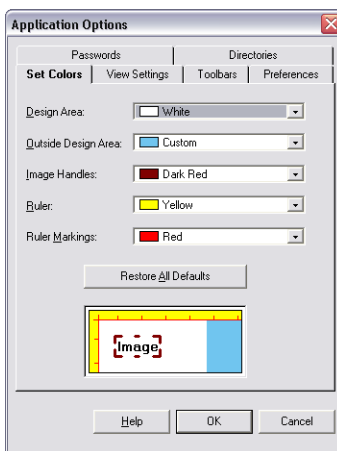 Application Options
Passwords Directories
Set Colors View Settings Toolbars Preferences
Design Area: White
Outside Design Area: Custom
Image Handles: Dark Red
Ruler: Yellow
Ruler Markings: Red
Restore All Defaults
Image
Help OK Cancel